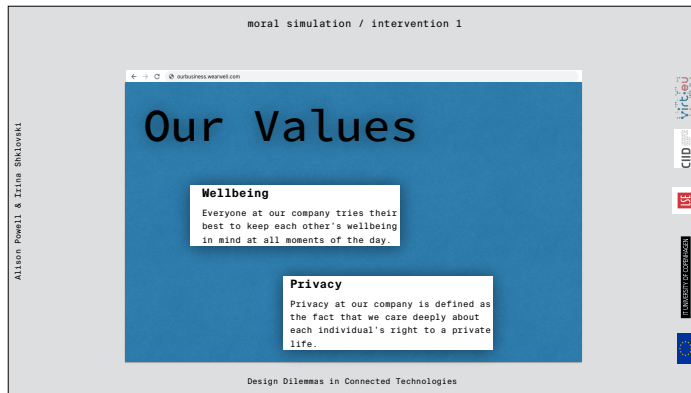 moral simulation / intervention 1
ourbusiness.wearwell.com
Our Values
Wellbeing
Everyone at our company tries their
best to keep each other's wellbeing
in mind at all moments of the day.
Privacy
Privacy at our company is defined as
the fact that we care deeply about
each individual's right to a private
life.
Alison Powell & Irina Shklovski
virt:eu
CIID
LSE
IT UNIVERSITY OF COPENHAGEN
Design Dilemmas in Connected Technologies